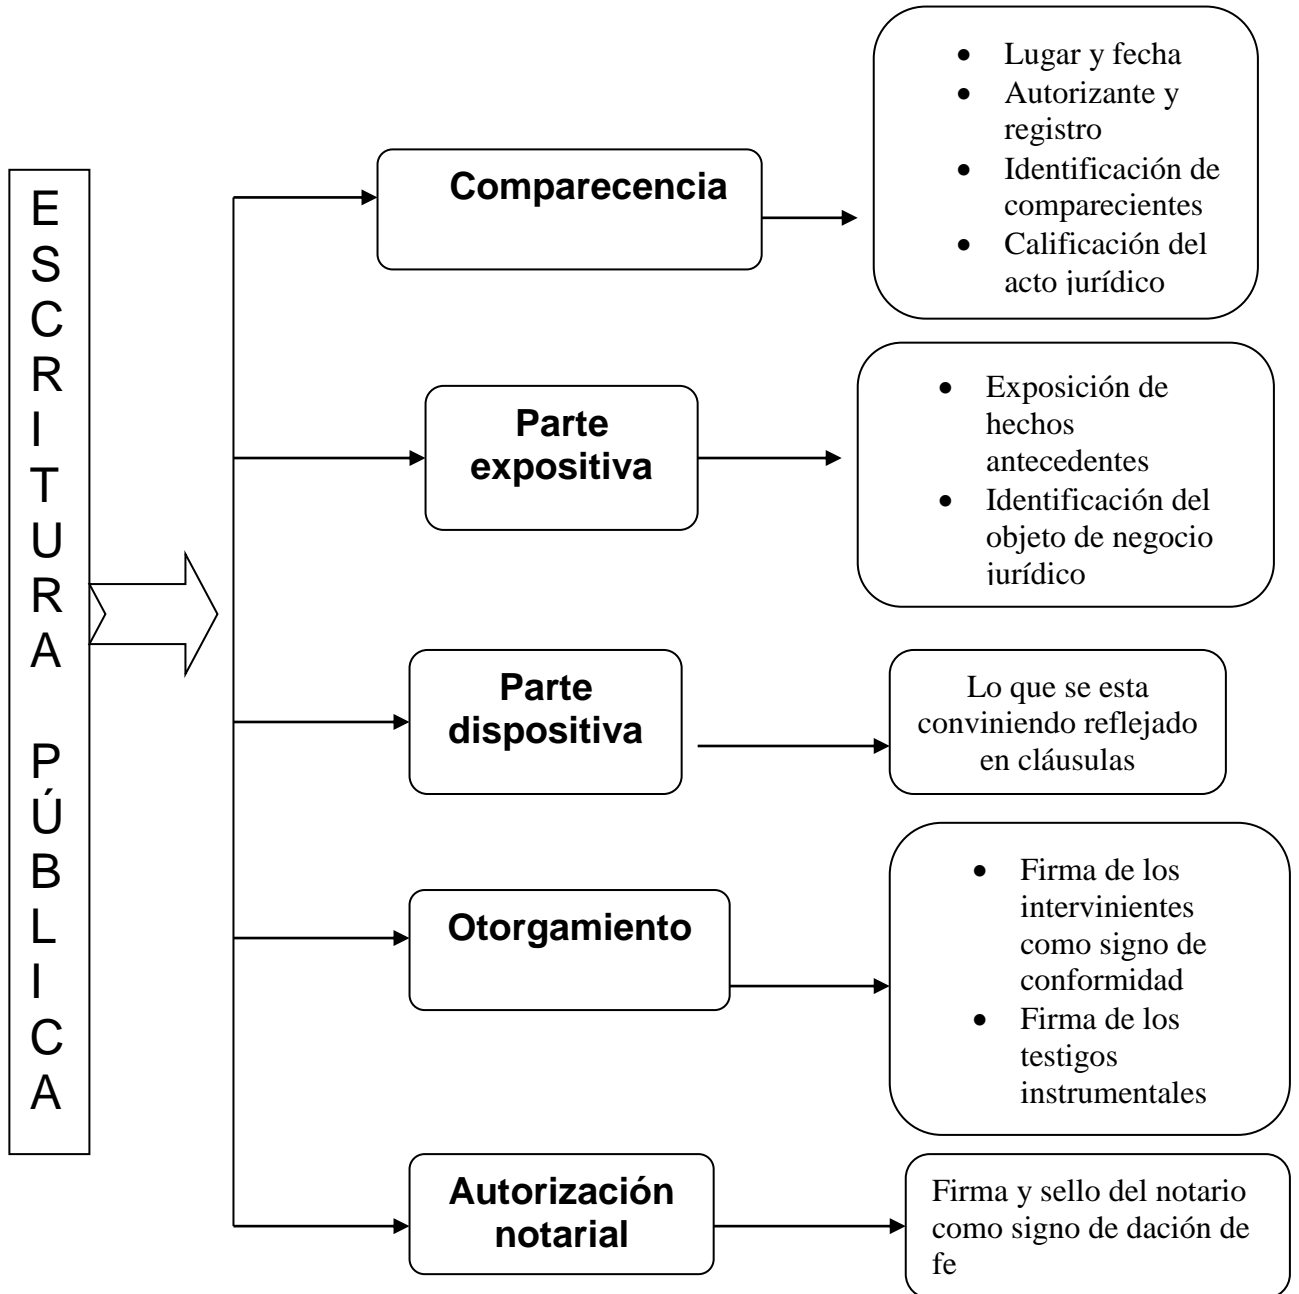 ESCRITURA PÚBLICA
Comparecencia
• Lugar y fecha
• Autorizante y
registro
• Identificación de
comparecientes
• Calificación del
acto jurídico
Parte
expositiva
• Exposición de
hechos
antecedentes
• Identificación del
objeto de negocio
jurídico
Parte
dispositiva
Lo que se esta
conviniendo reflejado
en cláusulas
Otorgamiento
• Firma de los
intervinientes
como signo de
conformidad
• Firma de los
testigos
instrumentales
Autorización
notarial
Firma y sello del notario
como signo de dación de
fe